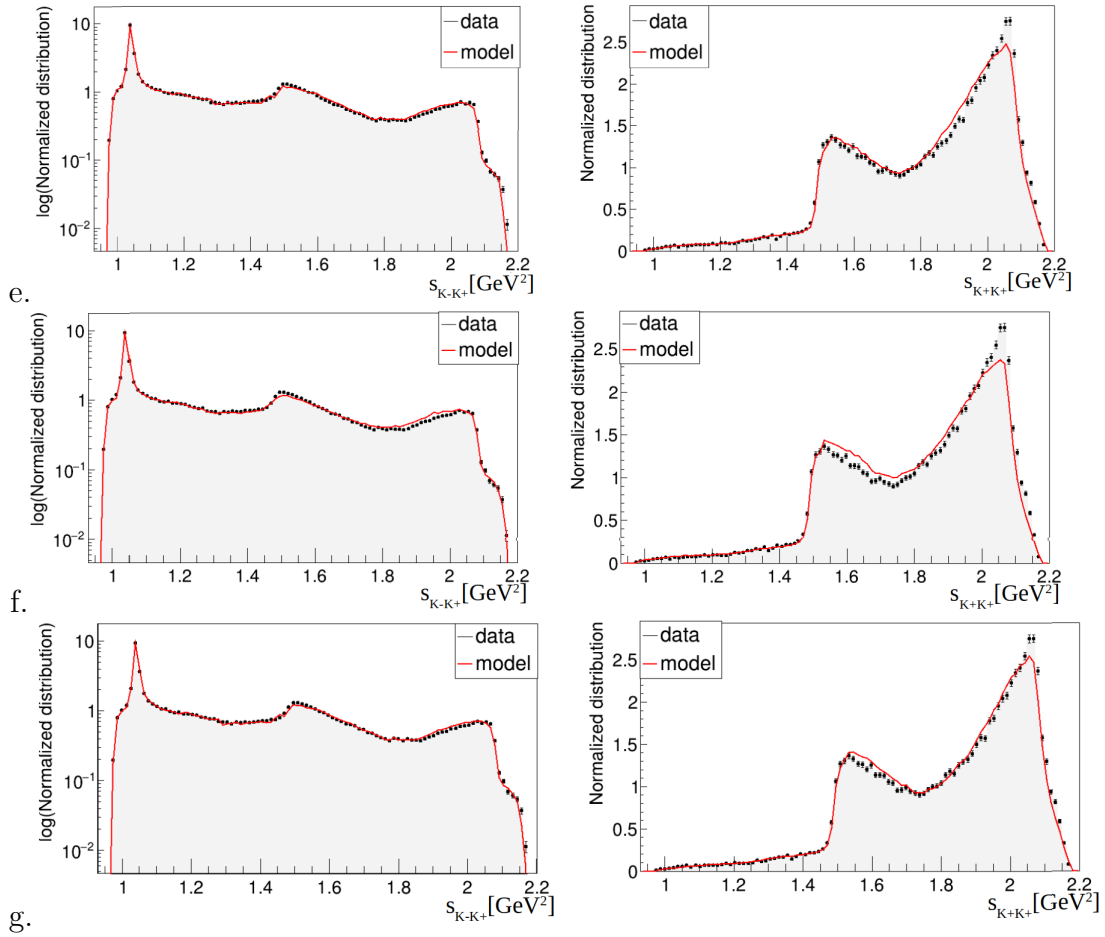 log(Normalized distribution)
10
1
10⁻¹
10⁻²
data
model
1 1.2 1.4 1.6 1.8 2 2.2
s_{K-K+}[GeV²]
Normalized distribution
2.5
2
1.5
1
0.5
0
data
model
1 1.2 1.4 1.6 1.8 2 2.2
s_{K+K+}[GeV²]
e.
log(Normalized distribution)
10
1
10⁻¹
10⁻²
data
model
1 1.2 1.4 1.6 1.8 2 2.2
s_{K-K+}[GeV²]
Normalized distribution
2.5
2
1.5
1
0.5
0
data
model
1 1.2 1.4 1.6 1.8 2 2.2
s_{K+K+}[GeV²]
f.
log(Normalized distribution)
10
1
10⁻¹
10⁻²
data
model
1 1.2 1.4 1.6 1.8 2 2.2
s_{K-K+}[GeV²]
Normalized distribution
2.5
2
1.5
1
0.5
0
data
model
1 1.2 1.4 1.6 1.8 2 2.2
s_{K+K+}[GeV²]
g.